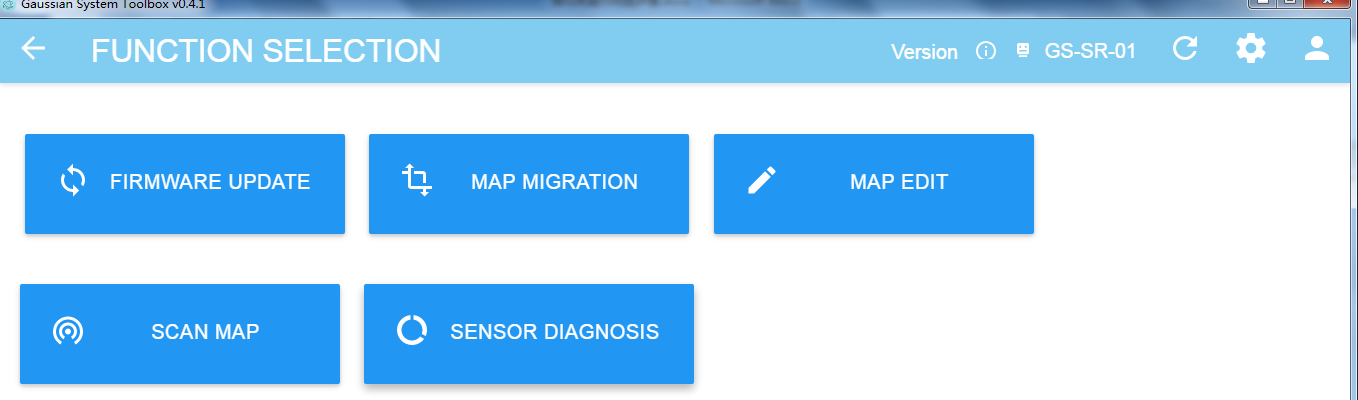 Gaussian System Toolbox v0.4.1
FUNCTION SELECTION
Version
GS-SR-01
FIRMWARE UPDATE
MAP MIGRATION
MAP EDIT
SCAN MAP
SENSOR DIAGNOSIS